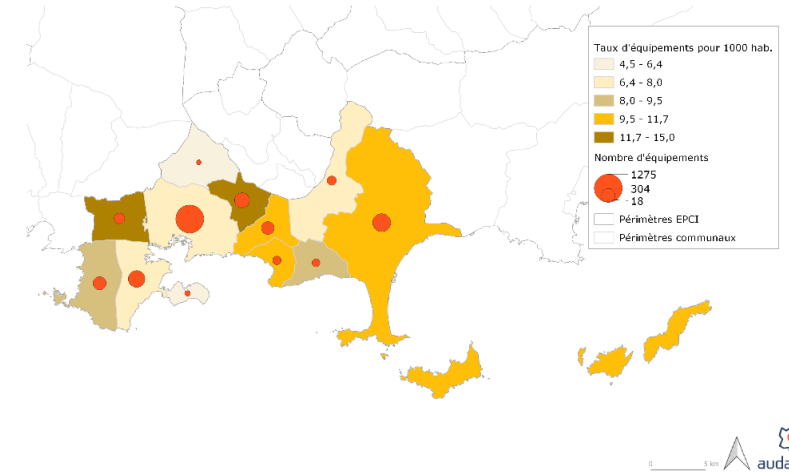 Taux d'équipements pour 1000 hab.
4,5 - 6,4
6,4 - 8,0
8,0 - 9,5
9,5 - 11,7
11,7 - 15,0
Nombre d'équipements
1275
304
18
Périmètres EPCI
Périmètres communaux
0 5 km
auda